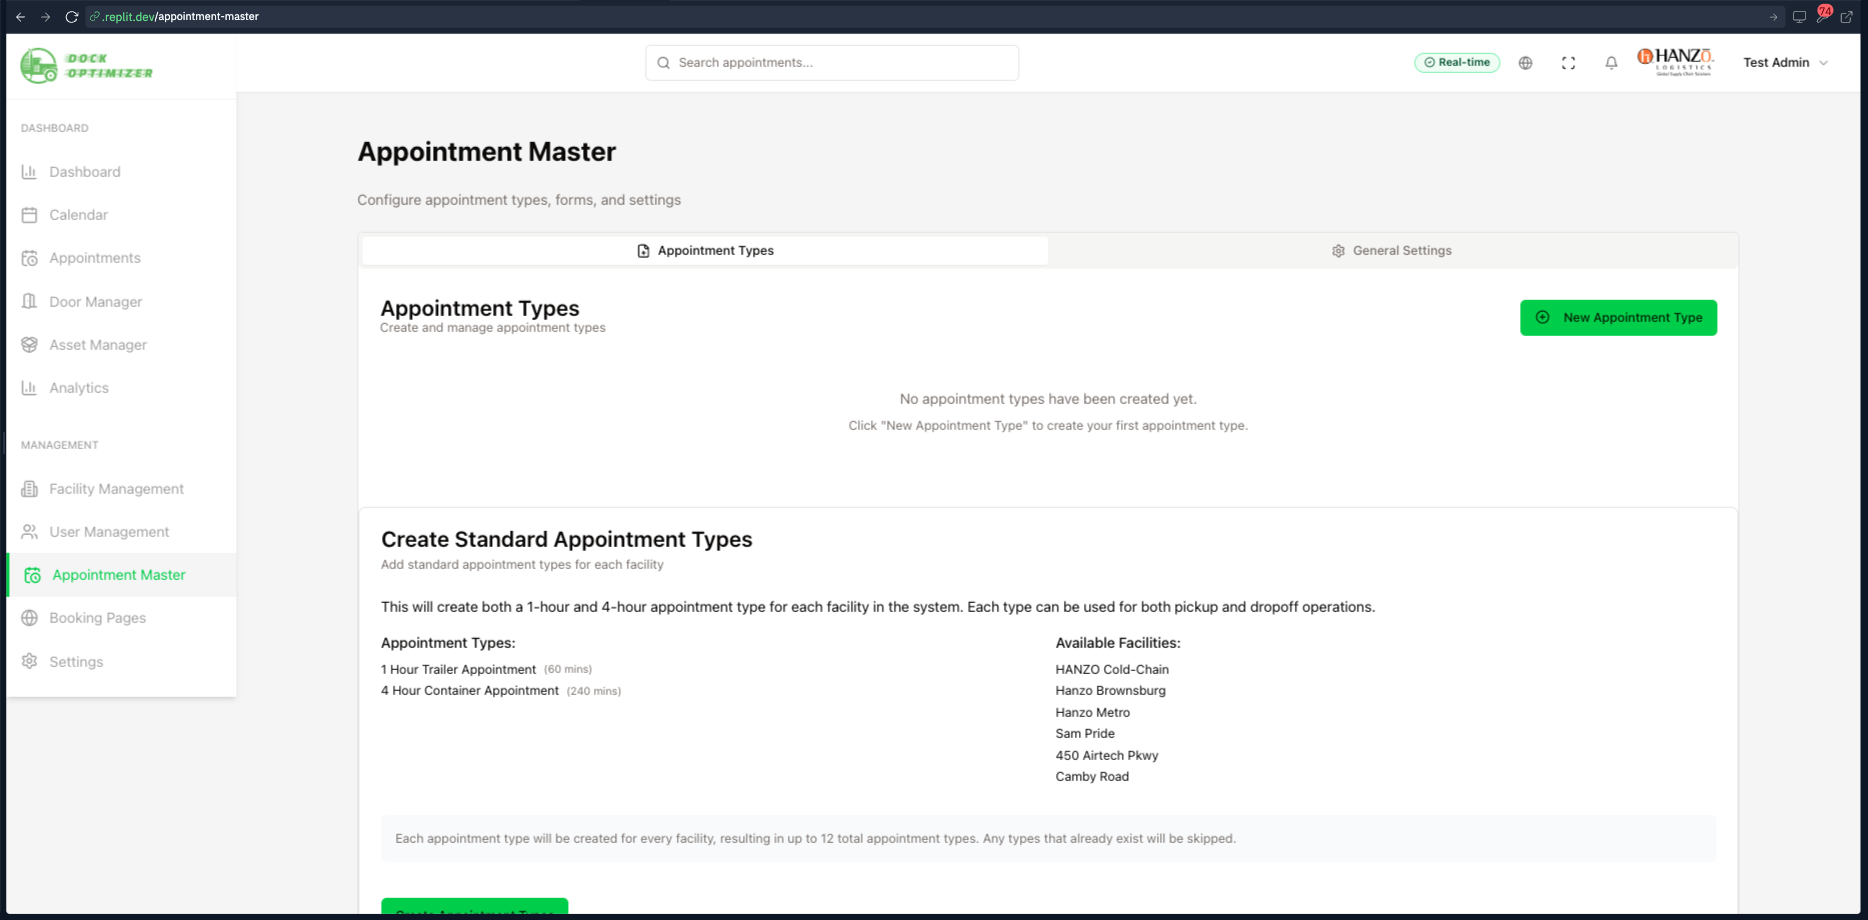 .replit.dev/appointment-master
74
DOCK
OPTIMIZER
Search appointments...
Real-time
HANZO
LOGISTICS
Global Supply Chain Solutions
Test Admin
DASHBOARD
Dashboard
Calendar
Appointments
Door Manager
Asset Manager
Analytics
MANAGEMENT
Facility Management
User Management
Appointment Master
Booking Pages
Settings
Appointment Master
Configure appointment types, forms, and settings
Appointment Types
General Settings
Appointment Types
Create and manage appointment types
New Appointment Type
No appointment types have been created yet.
Click "New Appointment Type" to create your first appointment type.
Create Standard Appointment Types
Add standard appointment types for each facility
This will create both a 1-hour and 4-hour appointment type for each facility in the system. Each type can be used for both pickup and dropoff operations.
Appointment Types:
1 Hour Trailer Appointment (60 mins)
4 Hour Container Appointment (240 mins)
Available Facilities:
HANZO Cold-Chain
Hanzo Brownsburg
Hanzo Metro
Sam Pride
450 Airtech Pkwy
Camby Road
Each appointment type will be created for every facility, resulting in up to 12 total appointment types. Any types that already exist will be skipped.
Create Appointment Types